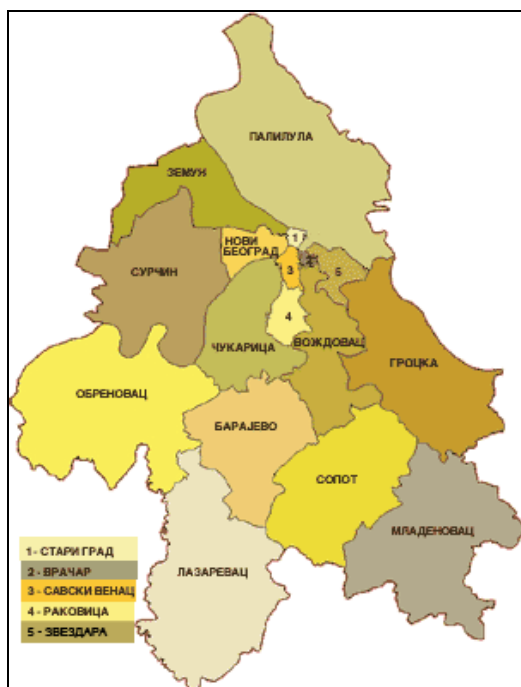 ПАЛИЛУЛА
ЗЕМУН
1
НОВИ
БЕОГРАД
СУРЧИН
3
5
4
ЧУКАРИЦА
ВОЖДОВАЦ
ГРОЦКА
ОБРЕНОВАЦ
БАРАЈЕВО
СОПОТ
МЛАДЕНОВАЦ
ЛАЗАРЕВАЦ
1 - СТАРИ ГРАД
2 - ВРАЧАР
3 - САВСКИ ВЕНАЦ
4 - РАКОВИЦА
5 - ЗВЕЗДАРА